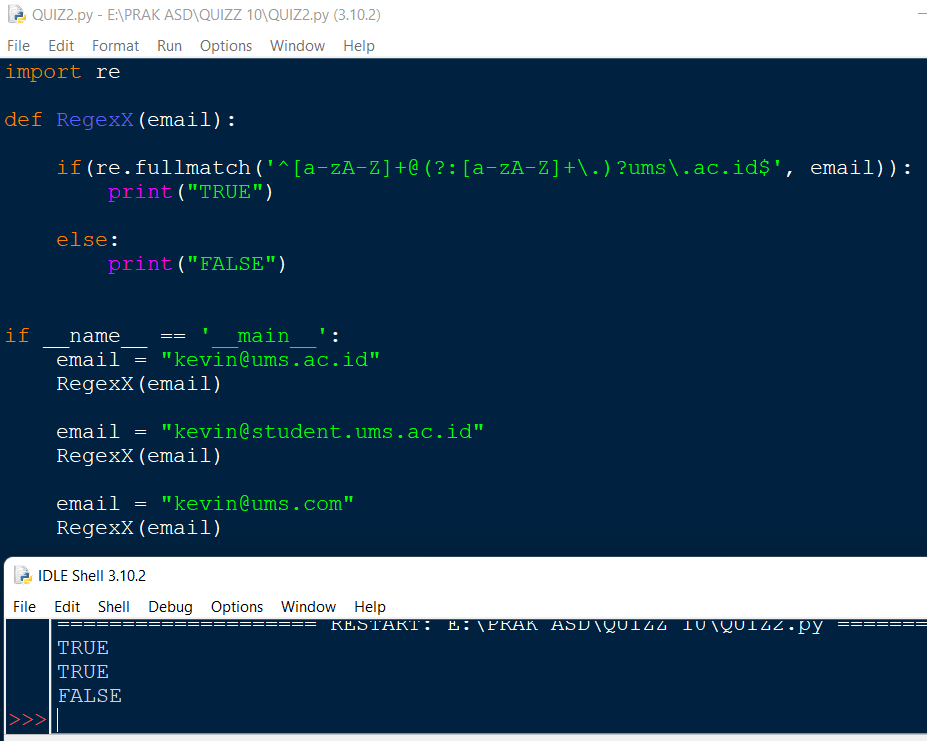 QUIZ2.py - E:\PRAK ASD\QUIZZ 10\QUIZ2.py (3.10.2)
File Edit Format Run Options Window Help
import re
def RegexX(email):
if(re.fullmatch('^[a-zA-Z]+@(?:[a-zA-Z]+\.)?ums\.ac.id$', email)):
print("TRUE")
else:
print("FALSE")
if __name__ == '__main__':
email = "kevin@ums.ac.id"
RegexX(email)
email = "kevin@student.ums.ac.id"
RegexX(email)
email = "kevin@ums.com"
RegexX(email)
IDLE Shell 3.10.2
File Edit Shell Debug Options Window Help
==================== RESTART: E:\PRAK ASD\QUIZZ 10\QUIZ2.py =======
TRUE
TRUE
FALSE
>>>